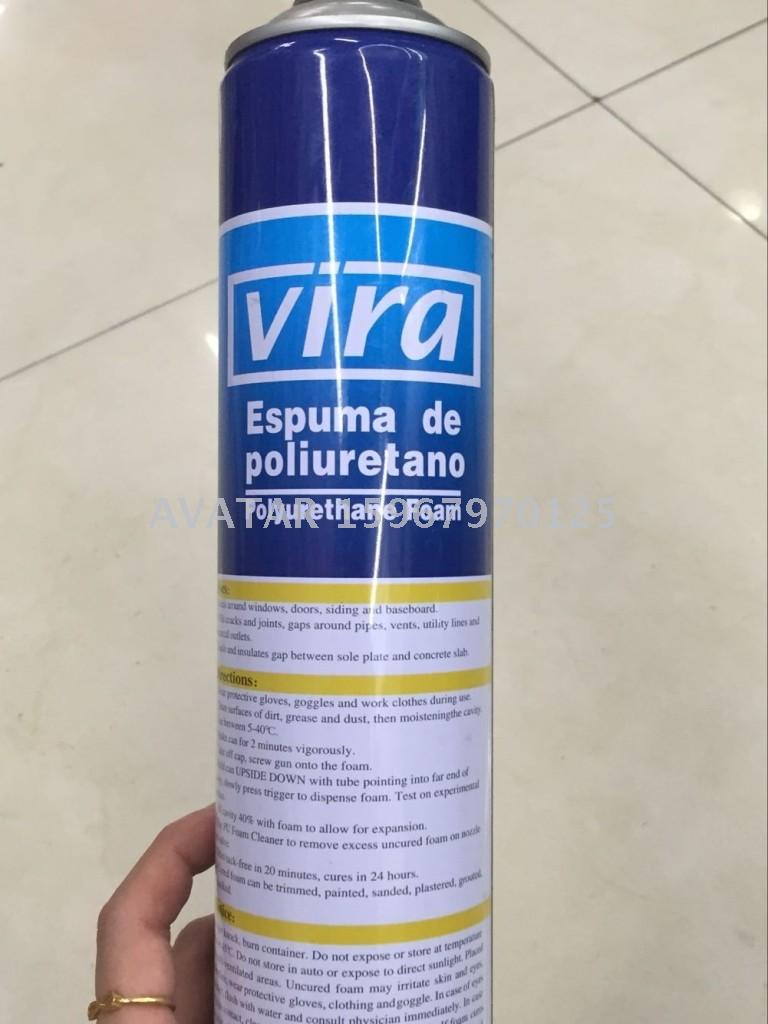 vira
Espuma de
poliuretano
Polyurethane Foam
AVATAR 15967970125
around windows, doors, siding and baseboard.
cracks and joints, gaps around pipes, vents, utility lines and
outlets.
and insulates gap between sole plate and concrete slab.
protective gloves, goggles and work clothes during use.
surfaces of dirt, grease and dust, then moisteningthe cavity.
between 5-40℃.
can for 2 minutes vigorously.
off cap, screw gun onto the foam.
can UPSIDE DOWN with tube pointing into far end of
slowly press trigger to dispense foam. Test on experimental
cavity 40% with foam to allow for expansion.
PU Foam Cleaner to remove excess uncured foam on nozzle
tack-free in 20 minutes, cures in 24 hours.
foam can be trimmed, painted, sanded, plastered, grouted,
burn container. Do not expose or store at temperature
Do not store in auto or expose to direct sunlight. Placed
ventilated areas. Uncured foam may irritate skin and eyes,
wear protective gloves, clothing andgoggle. In case of eyes
flush with water and consult physician immediately. In case